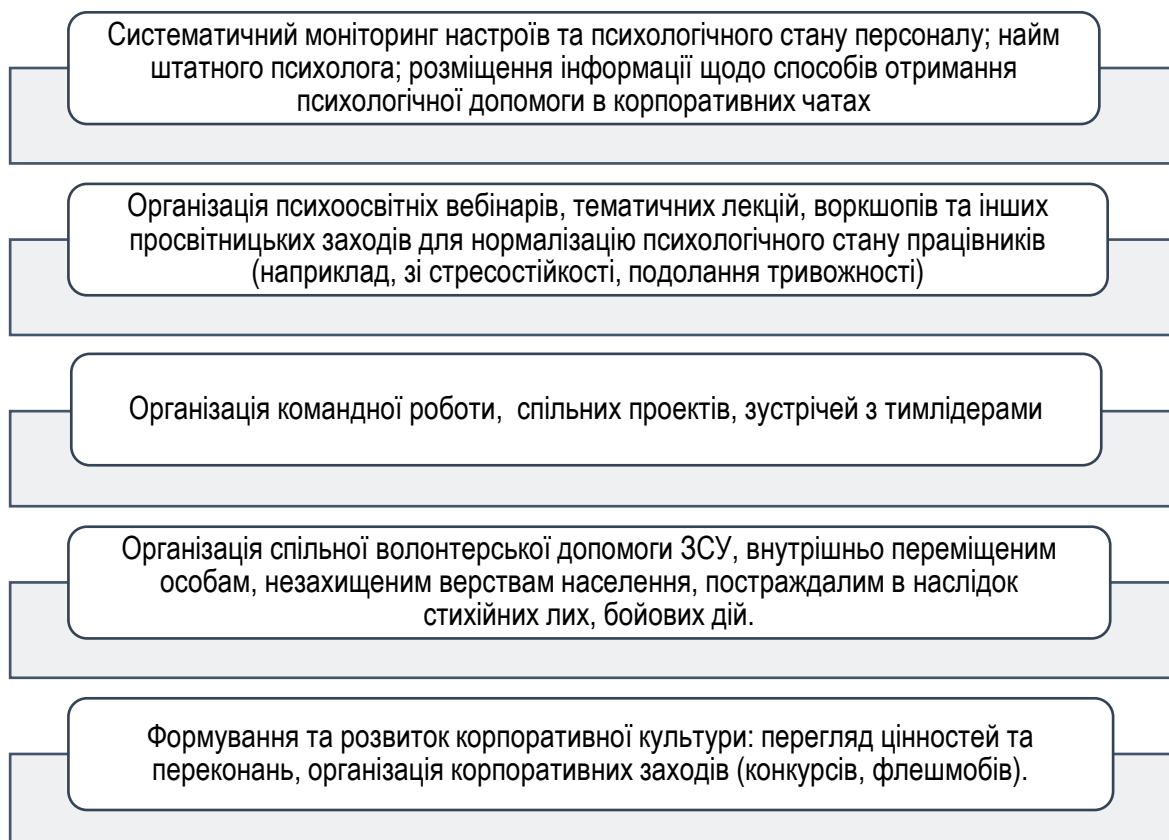 Систематичний моніторинг настроїв та психологічного стану персоналу; найм
штатного психолога; розміщення інформації щодо способів отримання
психологічної допомоги в корпоративних чатах
Організація психоосвітніх вебінарів, тематичних лекцій, воркшопів та інших
просвітницьких заходів для нормалізацію психологічного стану працівників
(наприклад, зі стресостійкості, подолання тривожності)
Організація командної роботи, спільних проектів, зустрічей з тимлідерами
Організація спільної волонтерської допомоги ЗСУ, внутрішньо переміщеним
особам, незахищеним верствам населення, постраждалим в наслідок
стихійних лих, бойових дій.
Формування та розвиток корпоративної культури: перегляд цінностей та
переконань, організація корпоративних заходів (конкурсів, флешмобів).